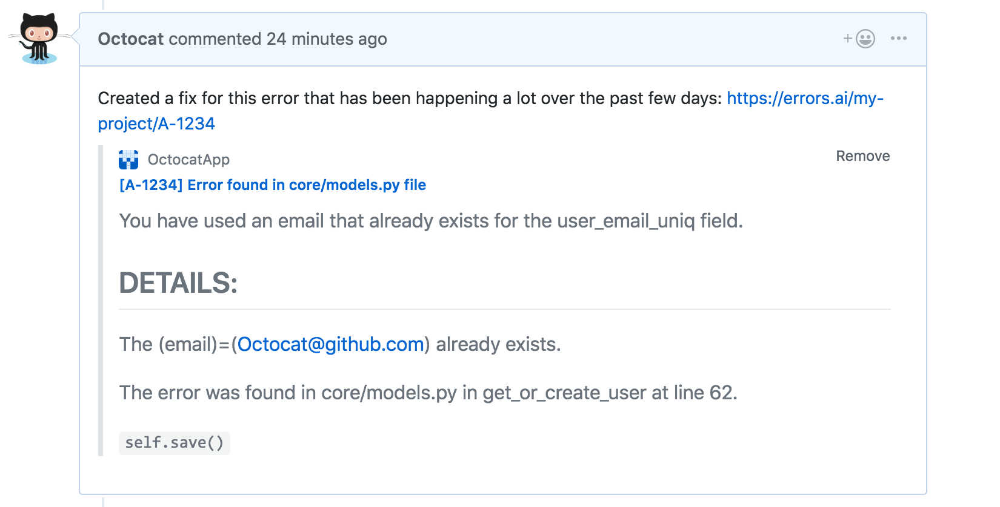 Octocat commented 24 minutes ago
Created a fix for this error that has been happening a lot over the past few days: https://errors.ai/my-
project/A-1234
OctocatApp
Remove
[A-1234] Error found in core/models.py file
You have used an email that already exists for the user_email_uniq field.
DETAILS:
The (email)=(Octocat@github.com) already exists.
The error was found in core/models.py in get_or_create_user at line 62.
self.save()